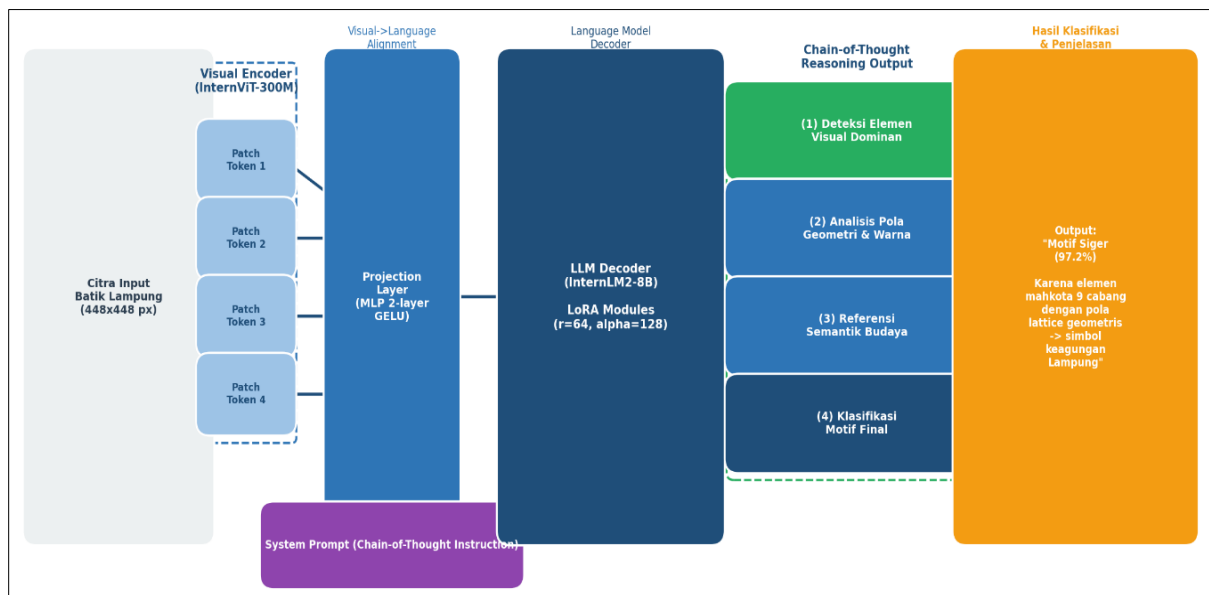 Visual->Language
Alignment
Language Model
Decoder
Hasil Klasifikasi
& Penjelasan
Chain-of-Thought
Reasoning Output
Visual Encoder
(InternViT-300M)
Citra Input
Batik Lampung
(448x448 px)
Patch
Token 1
Patch
Token 2
Patch
Token 3
Patch
Token 4
Projection
Layer
(MLP 2-layer
GELU)
LLM Decoder
(InternLM2-8B)
LoRA Modules
(r=64, alpha=128)
(1) Deteksi Elemen
Visual Dominan
(2) Analisis Pola
Geometri & Warna
(3) Referensi
Semantik Budaya
(4) Klasifikasi
Motif Final
Output:
"Motif Siger
(97.2%)
Karena elemen
mahkota 9 cabang
dengan pola
lattice geometris
-> simbol
keagungan
Lampung"
System Prompt (Chain-of-Thought Instruction)